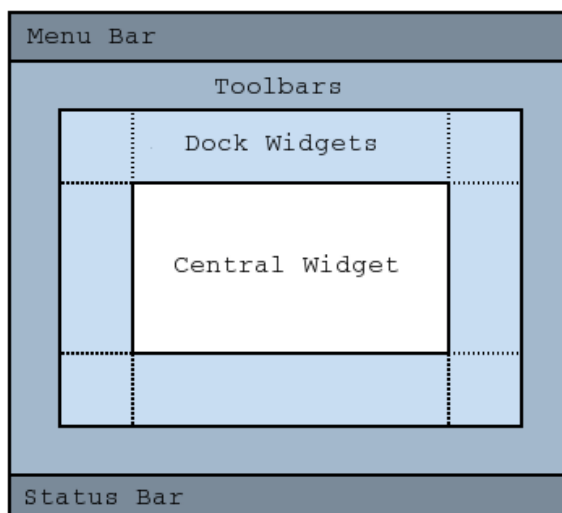 Menu Bar
Toolbars
Dock Widgets
Central Widget
Status Bar